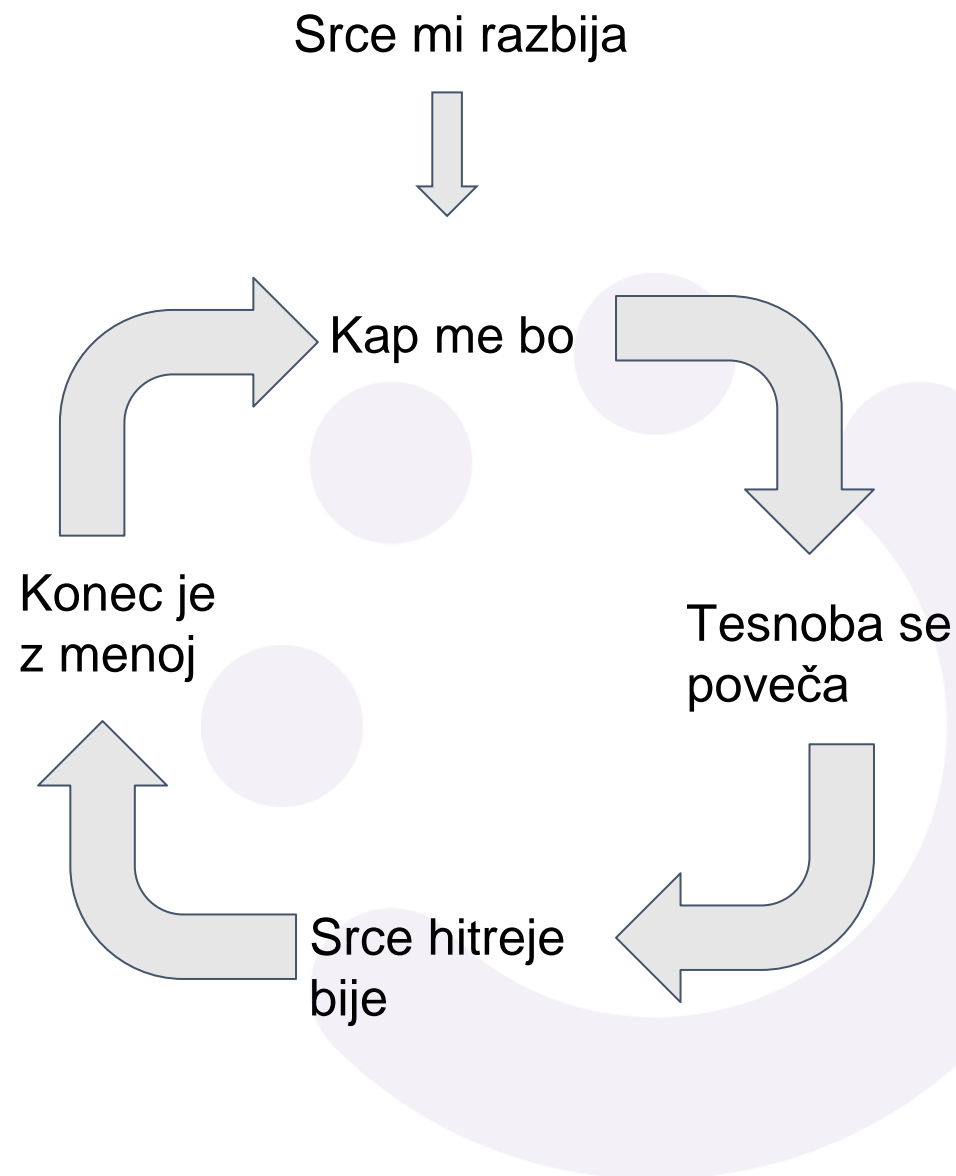 Srce mi razbija
Kap me bo
Tesnoba se
poveča
Srce hitreje
bije
Konec je
z menoj